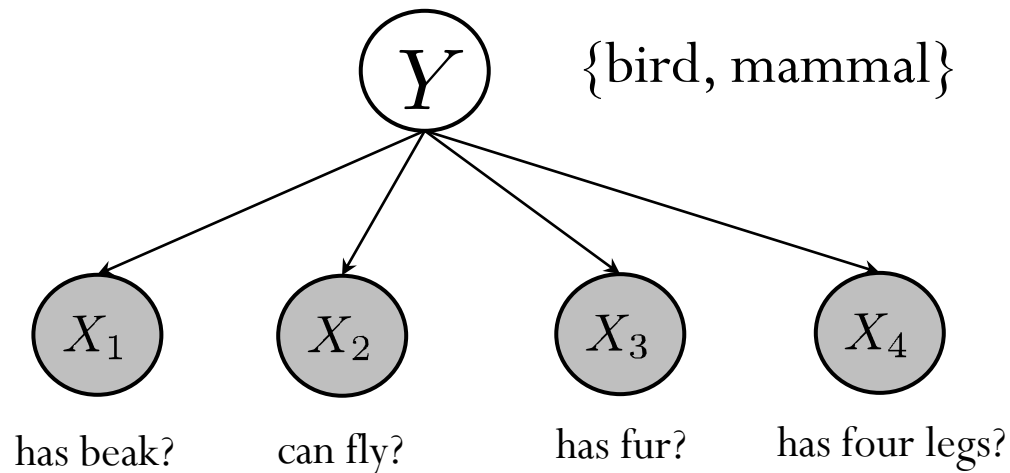 Y
{bird, mammal}
X₁
X₂
X₃
X₄
has beak?
can fly?
has fur?
has four legs?